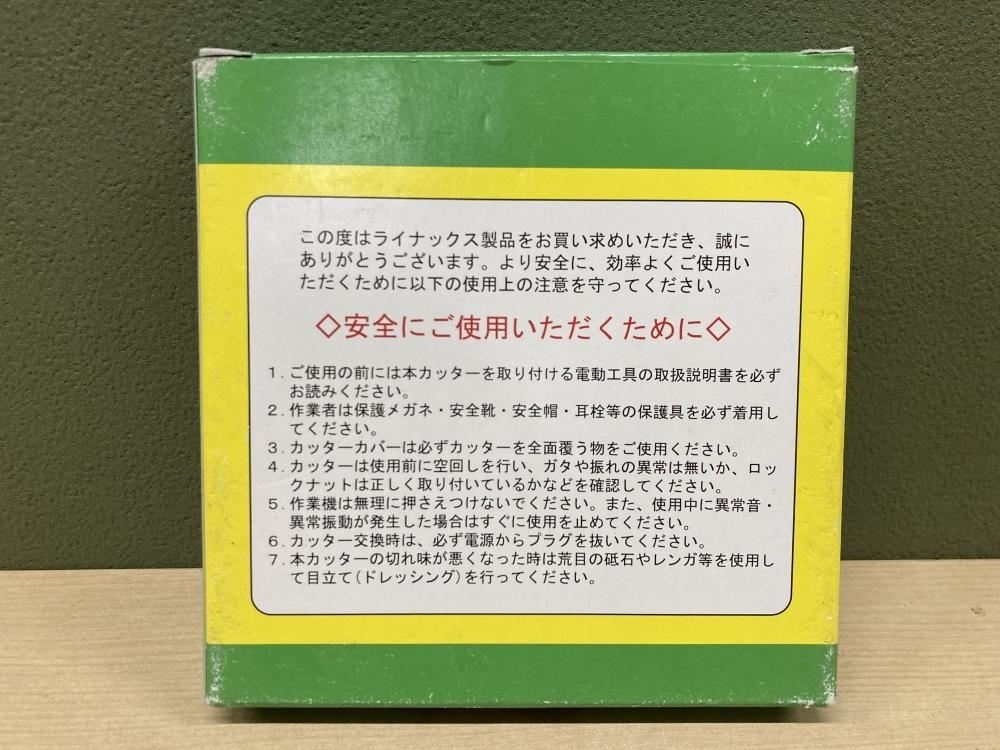 この度はライナックス製品をお買い求めいただき、誠に
ありがとうございます。より安全に、効率よくご使用い
ただくために以下の使用上の注意を守ってください。
◇安全にご使用いただくために◇
1．ご使用の前には本カッターを取り付ける電動工具の取扱説明書を必ず
お読みください。
2．作業者は保護メガネ・安全靴・安全帽・耳栓等の保護具を必ず着用し
てください。
3．カッターカバーは必ずカッターを全面覆う物をご使用ください。
4．カッターは使用前に空回しを行い、ガタや振れの異常は無いか、ロッ
クナットは正しく取り付いているかなどを確認してください。
5．作業機は無理に押さえつけないでください。また、使用中に異常音・
異常振動が発生した場合はすぐに使用を止めてください。
6．カッター交換時は、必ず電源からプラグを抜いてください。
7．本カッターの切れ味が悪くなった時は荒目の砥石やレンガ等を使用し
て目立て（ドレッシング）を行ってください。